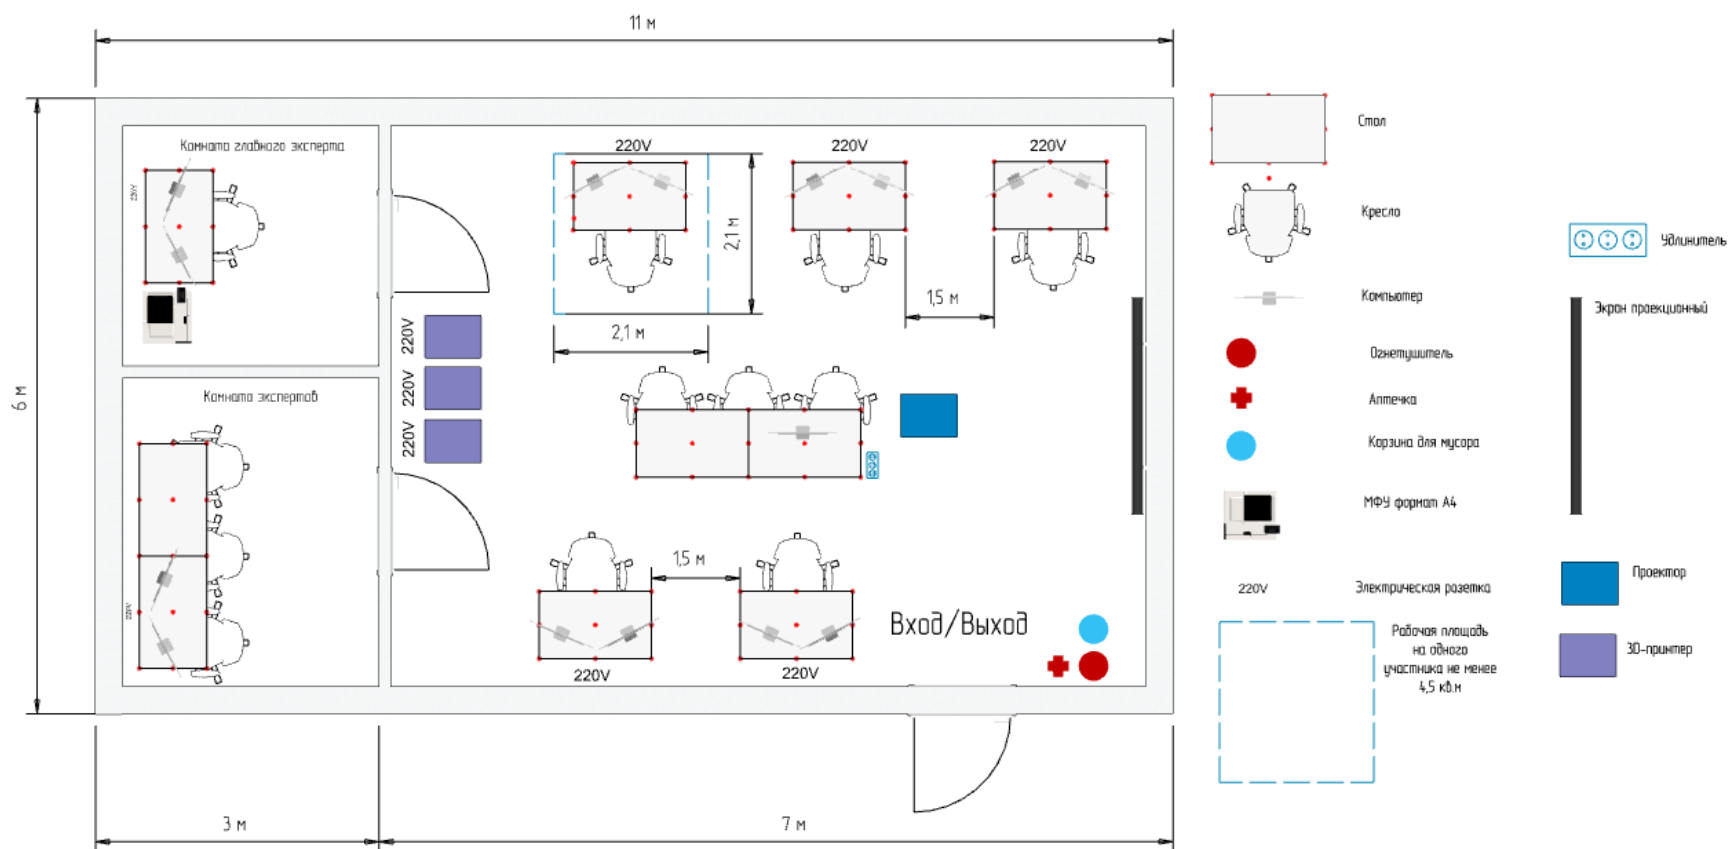 11 м
6 м
Комната главного эксперта
220V
220V
220V
220V
2,1 м
2,1 м
1,5 м
220V
220V
220V
Комната экспертов
220V
1,5 м
220V
220V
Вход/Выход
3 м
7 м
Стол
Кресло
Компьютер
Огнетушитель
Аптечка
Корзина для мусора
МФУ формат А4
220V
Электрическая розетка
Рабочая площадь
на одного
участника не менее
4,5 кв.м
Удлинитель
Экран проекционный
Проектор
3D-принтер